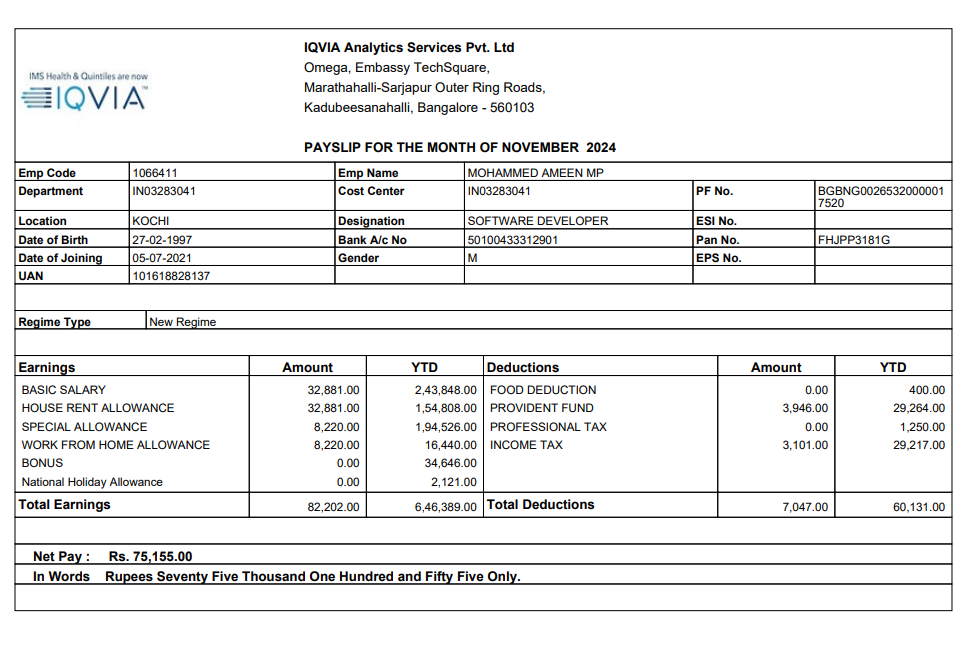 IMS Health & Quintiles are now
IQVIA™
IQVIA Analytics Services Pvt. Ltd
Omega, Embassy TechSquare,
Marathahalli-Sarjapur Outer Ring Roads,
Kadubeesanahalli, Bangalore - 560103
PAYSLIP FOR THE MONTH OF NOVEMBER 2024
Emp Code 1066411 Emp Name MOHAMMED AMEEN MP
Department IN03283041 Cost Center IN03283041 PF No. BGBNG0026532000001
7520
Location KOCHI Designation SOFTWARE DEVELOPER ESI No.
Date of Birth 27-02-1997 Bank A/c No 50100433312901 Pan No. FHJPP3181G
Date of Joining 05-07-2021 Gender M EPS No.
UAN 101618828137
Regime Type New Regime
Earnings Amount YTD Deductions Amount YTD
BASIC SALARY 32,881.00 2,43,848.00 FOOD DEDUCTION 0.00 400.00
HOUSE RENT ALLOWANCE 32,881.00 1,54,808.00 PROVIDENT FUND 3,946.00 29,264.00
SPECIAL ALLOWANCE 8,220.00 1,94,526.00 PROFESSIONAL TAX 0.00 1,250.00
WORK FROM HOME ALLOWANCE 8,220.00 16,440.00 INCOME TAX 3,101.00 29,217.00
BONUS 0.00 34,646.00
National Holiday Allowance 0.00 2,121.00
Total Earnings 82,202.00 6,46,389.00 Total Deductions 7,047.00 60,131.00
Net Pay : Rs. 75,155.00
In Words Rupees Seventy Five Thousand One Hundred and Fifty Five Only.